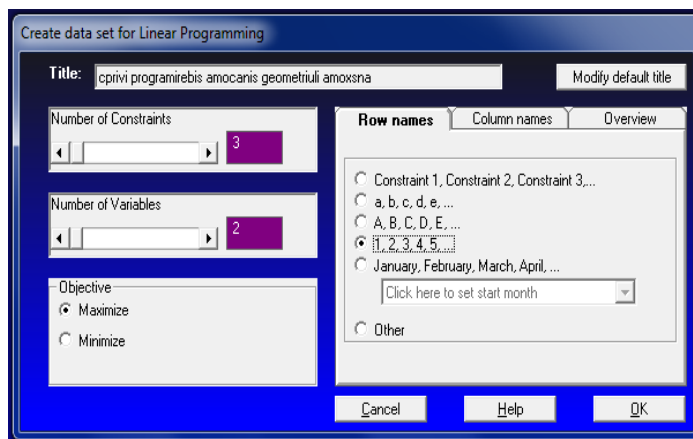 Create data set for Linear Programming
Title: cprivi programirebis amocanis geometriuli amoxsna
Modify default title
Number of Constraints
3
Number of Variables
2
Objective
Maximize
Minimize
Row names
Column names
Overview
Constraint 1, Constraint 2, Constraint 3,...
a, b, c, d, e, ...
A, B, C, D, E, ...
1, 2, 3, 4, 5, ...
January, February, March, April, ...
Click here to set start month
Other
Cancel
Help
OK